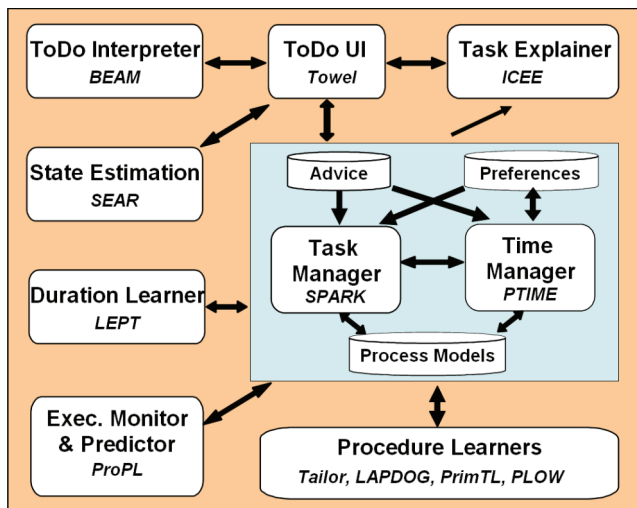 ToDo Interpreter
BEAM
ToDo UI
Towel
Task Explainer
ICEE
State Estimation
SEAR
Advice
Preferences
Task
Manager
SPARK
Time
Manager
PTIME
Duration Learner
LEPT
Process Models
Exec. Monitor
& Predictor
ProPL
Procedure Learners
Tailor, LAPDOG, PrimTL, PLOW